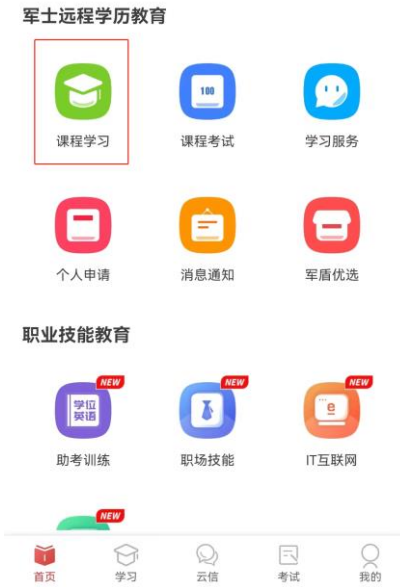 军士远程学历教育
100
课程学习
课程考试
学习服务
个人申请
消息通知
军盾优选
职业技能教育
NEW
NEW
NEW
学位
英语
e
助考训练
职场技能
IT互联网
NEW
首页
学习
云信
考试
我的